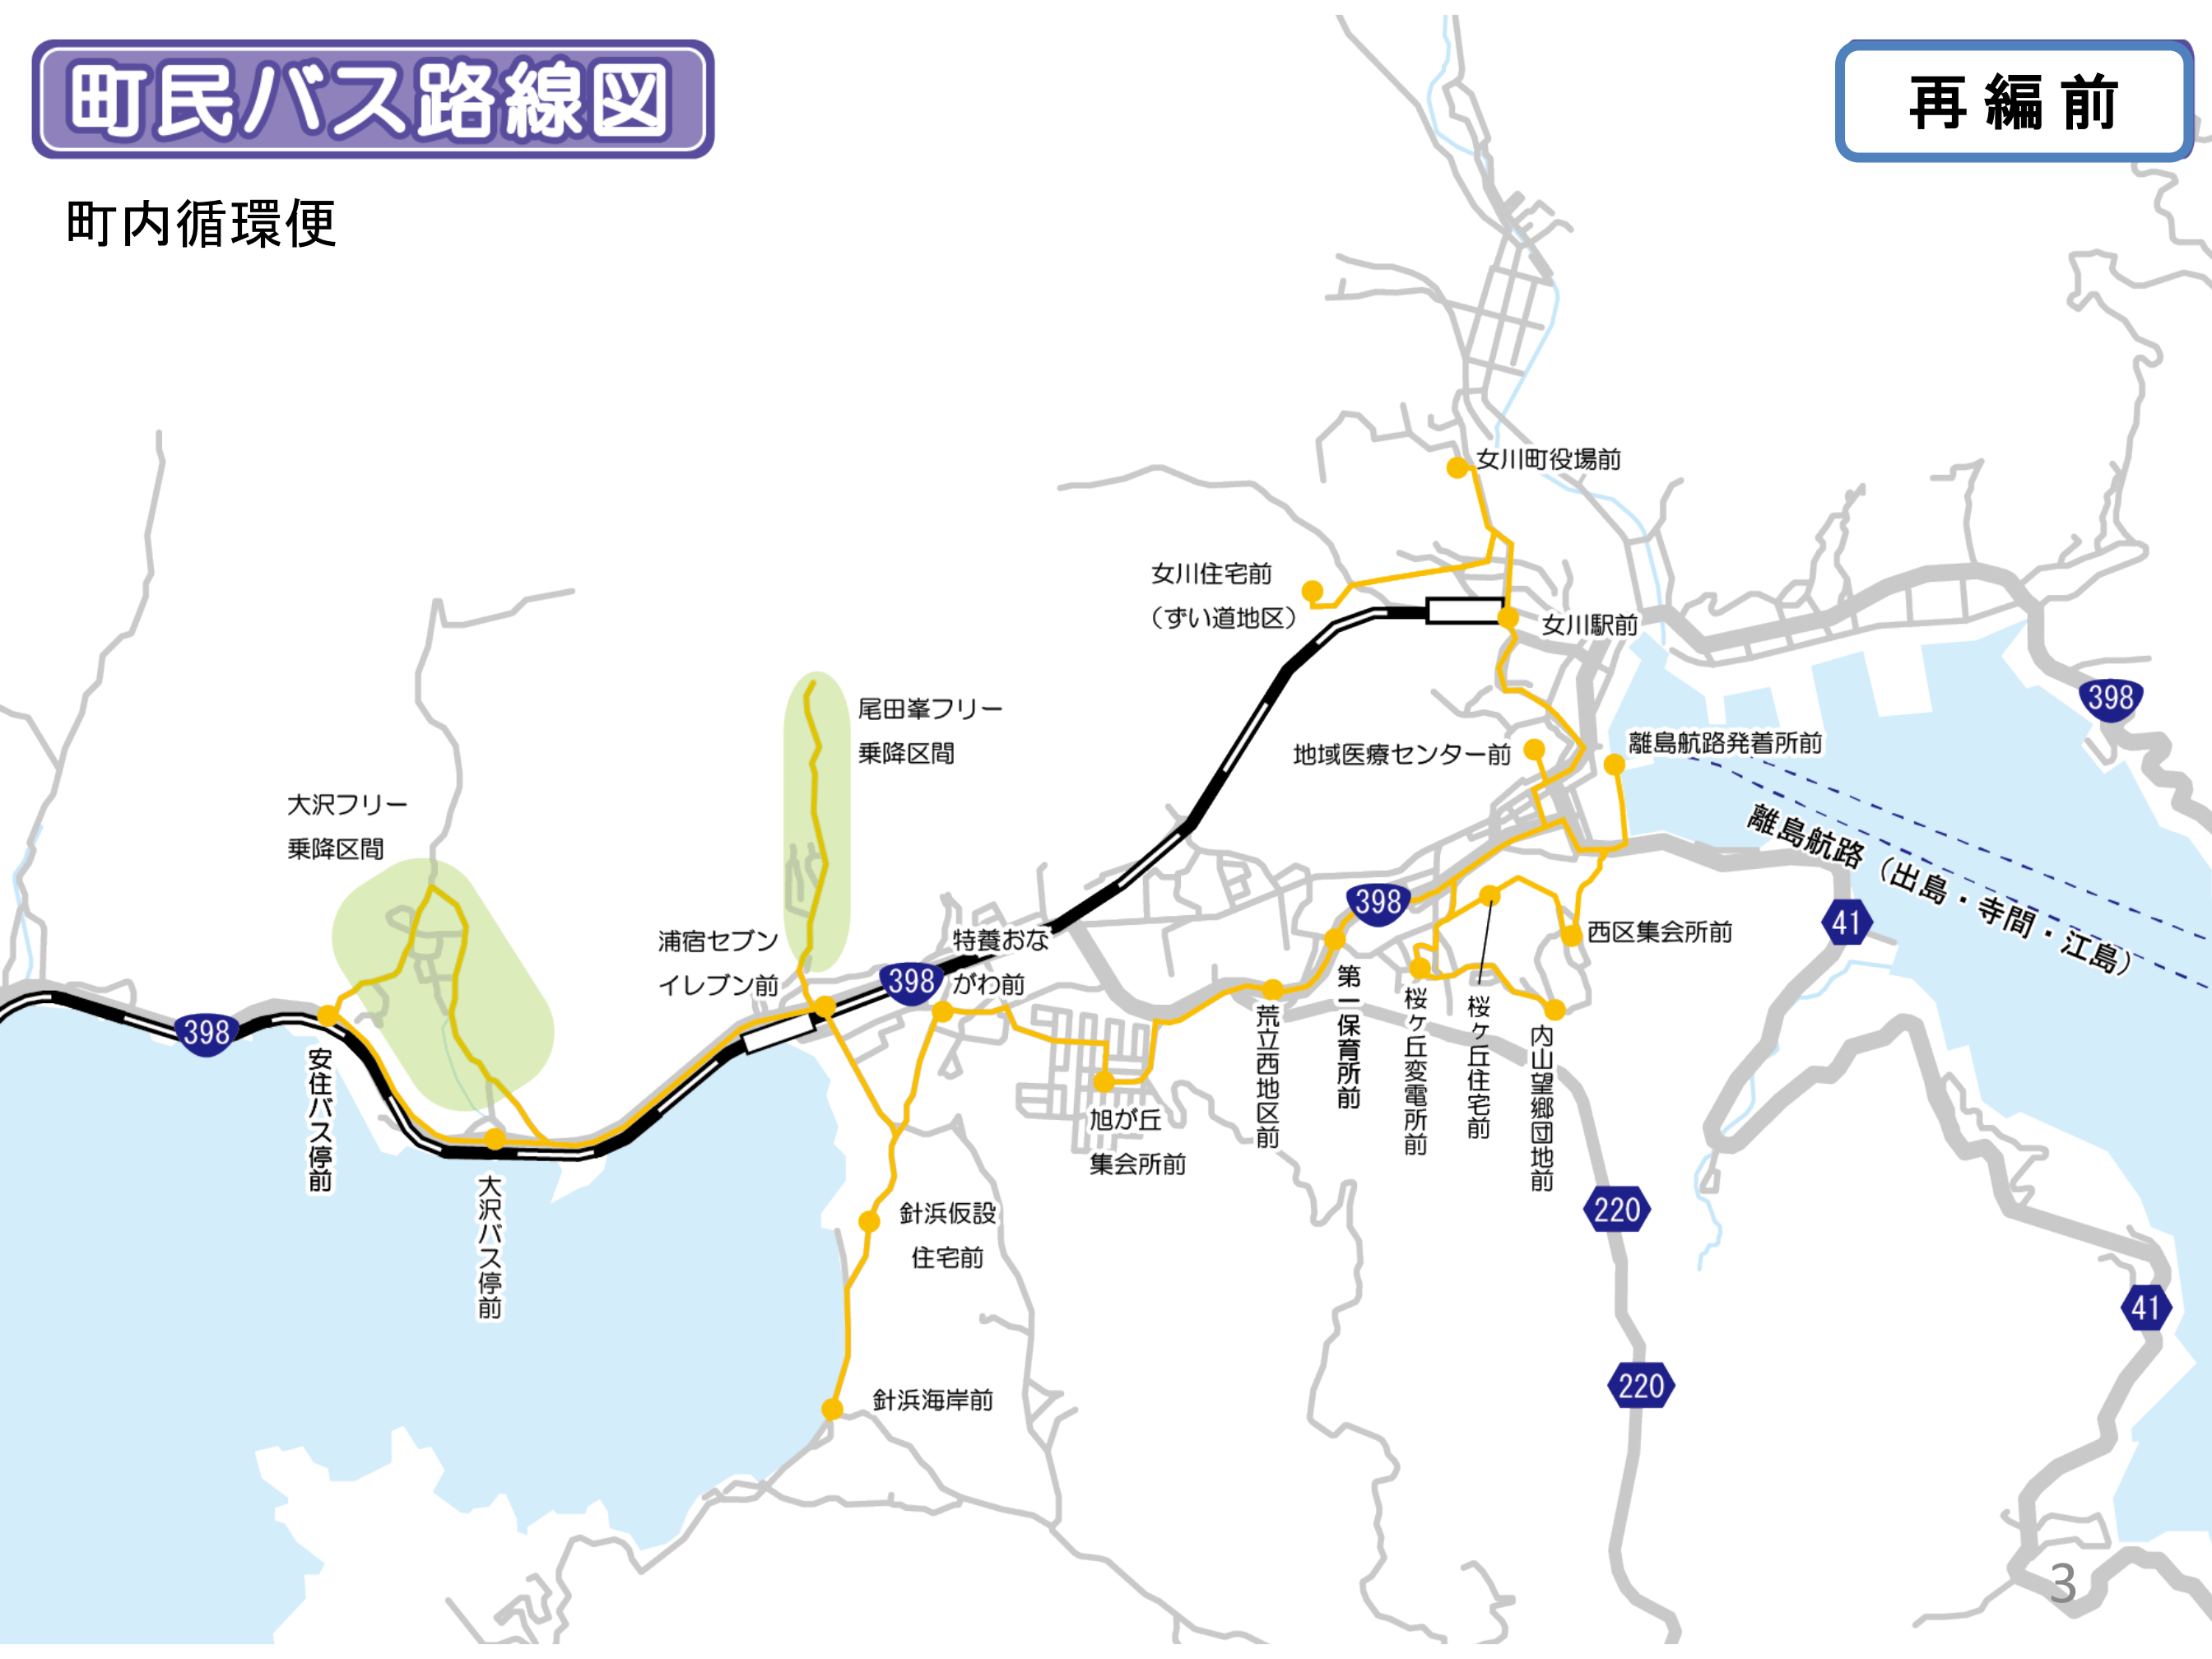 町民バス路線図
再編前
町内循環便
女川町役場前
女川住宅前
（ずい道地区）
女川駅前
398
尾田峯フリー
乗降区間
地域医療センター前
離島航路発着所前
大沢フリー
乗降区間
離島航路（出島・寺間・江島）
398
41
浦宿セブン
イレブン前
特養おな
がわ前
398
西区集会所前
398
安住バス停前
大沢バス停前
旭が丘
集会所前
荒立西地区前
第一保育所前
桜ヶ丘変電所前
桜ヶ丘住宅前
内山望郷団地前
針浜仮設
住宅前
220
41
220
針浜海岸前
3